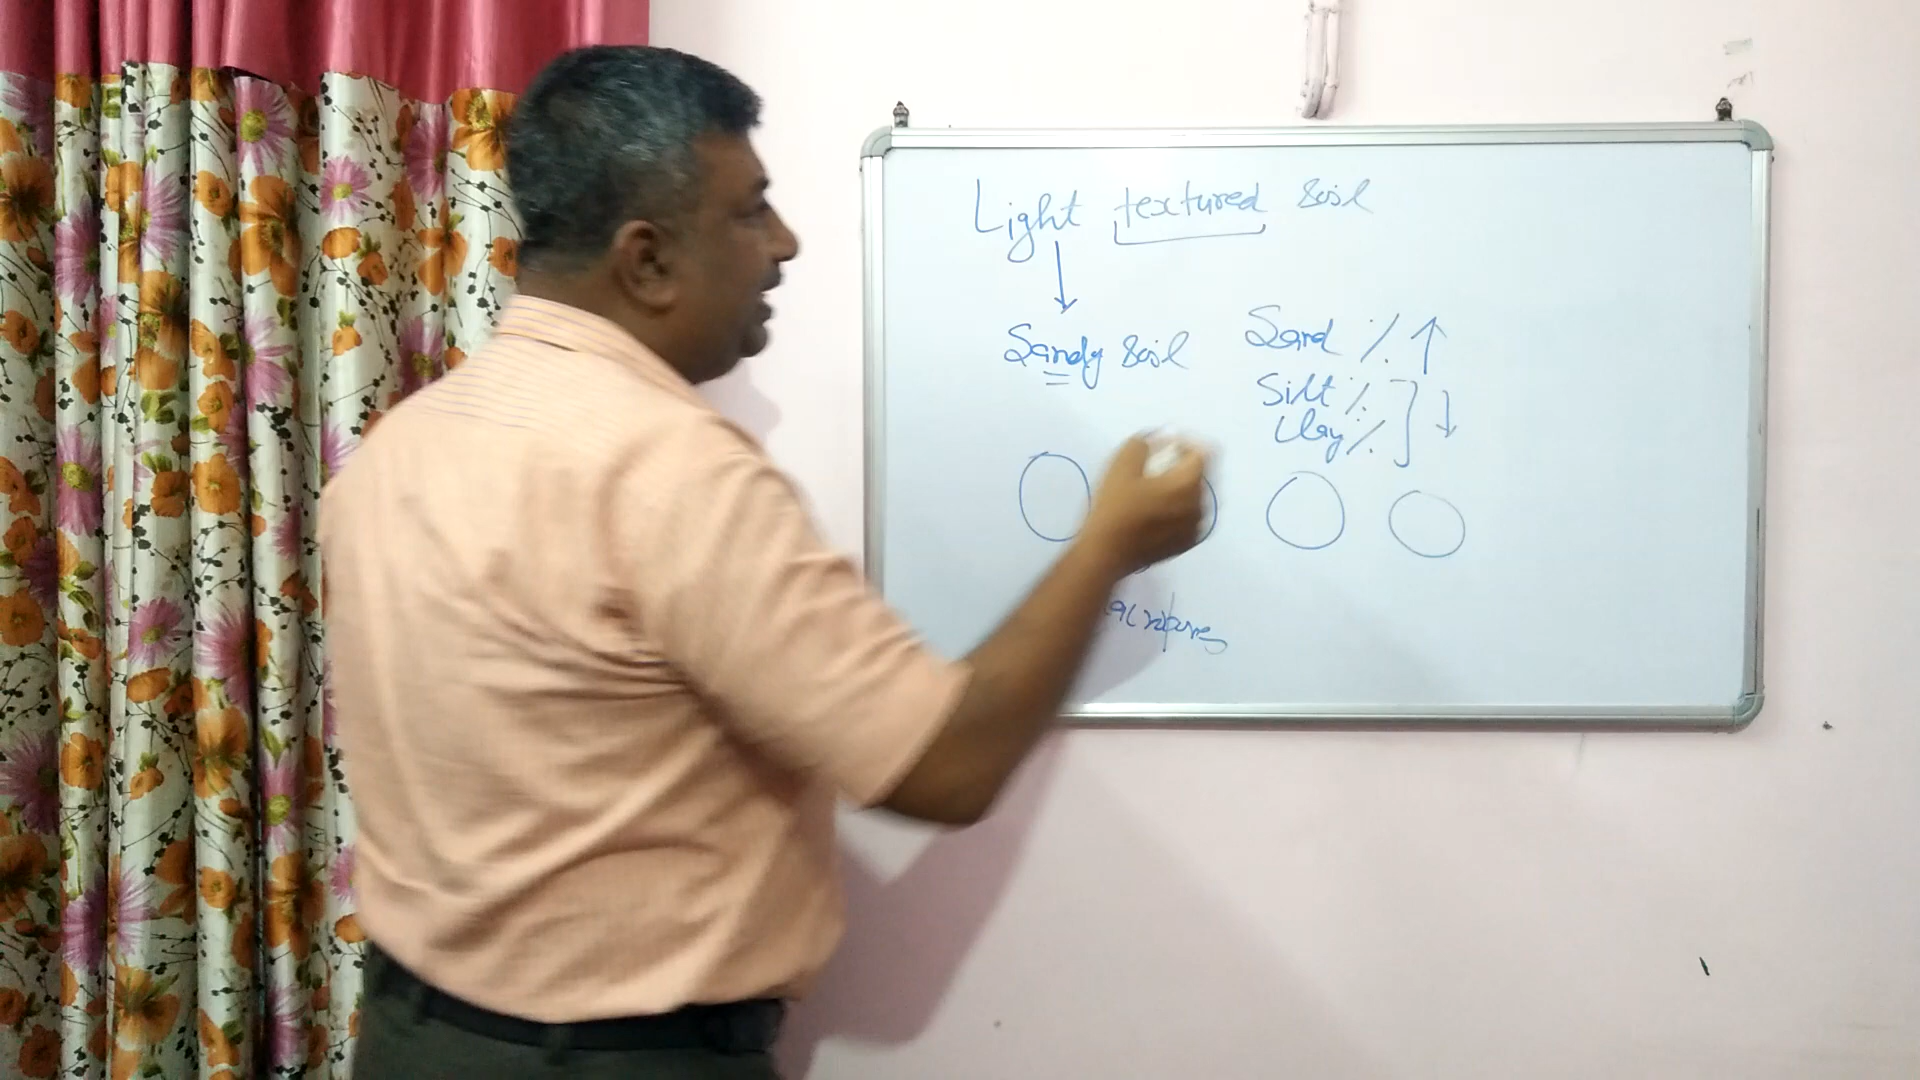 Light textured Soil
Sandy Soil
Sand % ↑
Silt %
Clay % ] ↓